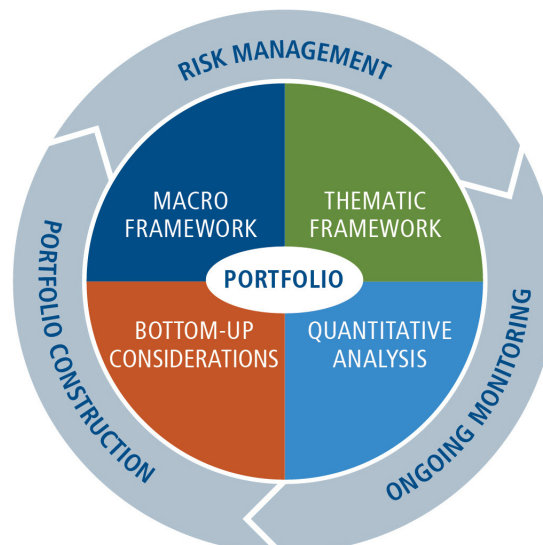 RISK MANAGEMENT
MACRO
FRAMEWORK
THEMATIC
FRAMEWORK
PORTFOLIO
BOTTOM-UP
CONSIDERATIONS
QUANTITATIVE
ANALYSIS
PORTFOLIO CONSTRUCTION
ONGOING MONITORING